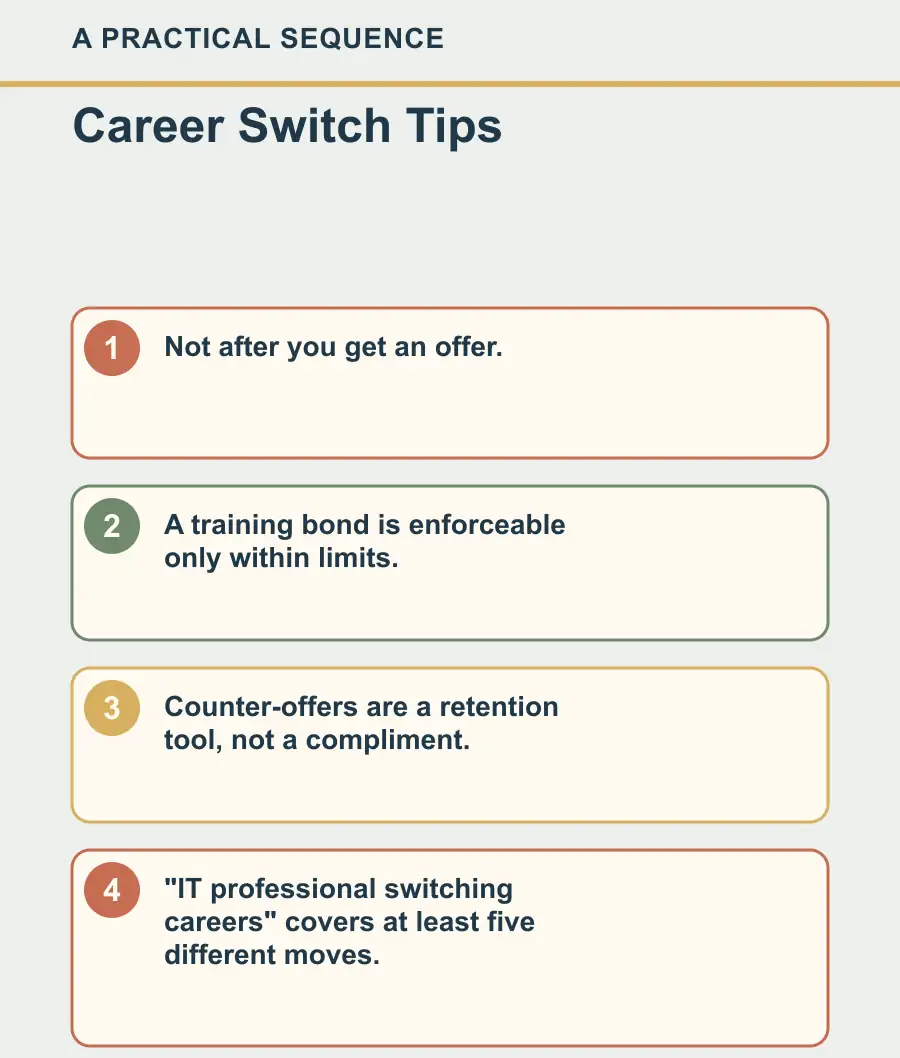 A PRACTICAL SEQUENCE
Career Switch Tips
1
Not after you get an offer.
2
A training bond is enforceable
only within limits.
3
Counter-offers are a retention
tool, not a compliment.
4
"IT professional switching
careers" covers at least five
different moves.